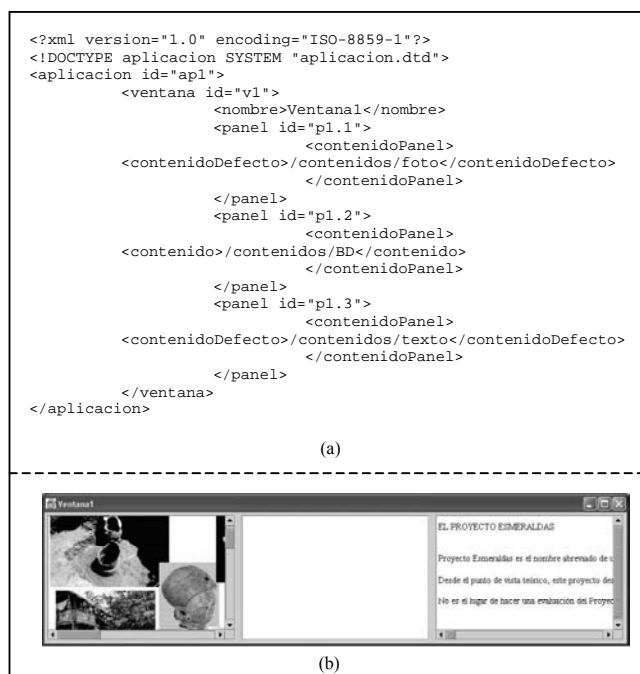 <?xml version="1.0" encoding="ISO-8859-1"?>
<!DOCTYPE aplicacion SYSTEM "aplicacion.dtd">
<aplicacion id="ap1">
<ventana id="v1">
<nombre>Ventana1</nombre>
<panel id="p1.1">
<contenidoPanel>
<contenidoDefecto>/contenidos/foto</contenidoDefecto>
</contenidoPanel>
</panel>
<panel id="p1.2">
<contenidoPanel>
<contenido>/contenidos/BD</contenido>
</contenidoPanel>
</panel>
<panel id="p1.3">
<contenidoPanel>
<contenidoDefecto>/contenidos/texto</contenidoDefecto>
</contenidoPanel>
</panel>
</ventana>
</aplicacion>
(a)
Ventana1
EL PROYECTO ESMERALDAS
Proyecto Esmeraldas es el nombre abreviado de
Desde el punto de vista teórico, este proyecto des
No es el lugar de hacer una evaluación del Proyec
(b)